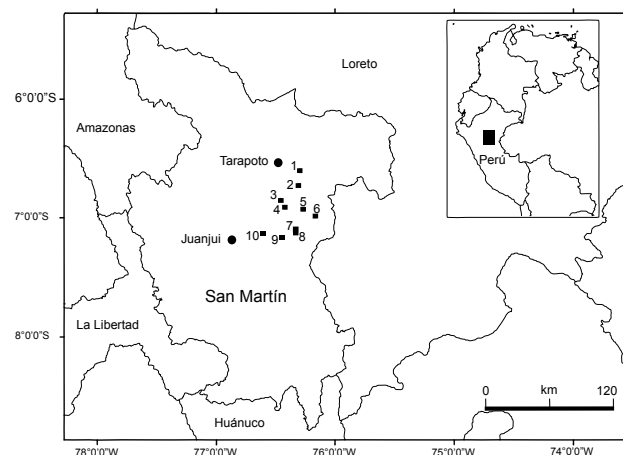 Loreto
6°0'0"S
Amazonas
Tarapoto
1
2
3
4
5
6
7°0'0"S
7
8
9
10
Juanjui
San Martín
8°0'0"S
La Libertad
Huánuco
Perú
0 km 120
78°0'0"W 77°0'0"W 76°0'0"W 75°0'0"W 74°0'0"W